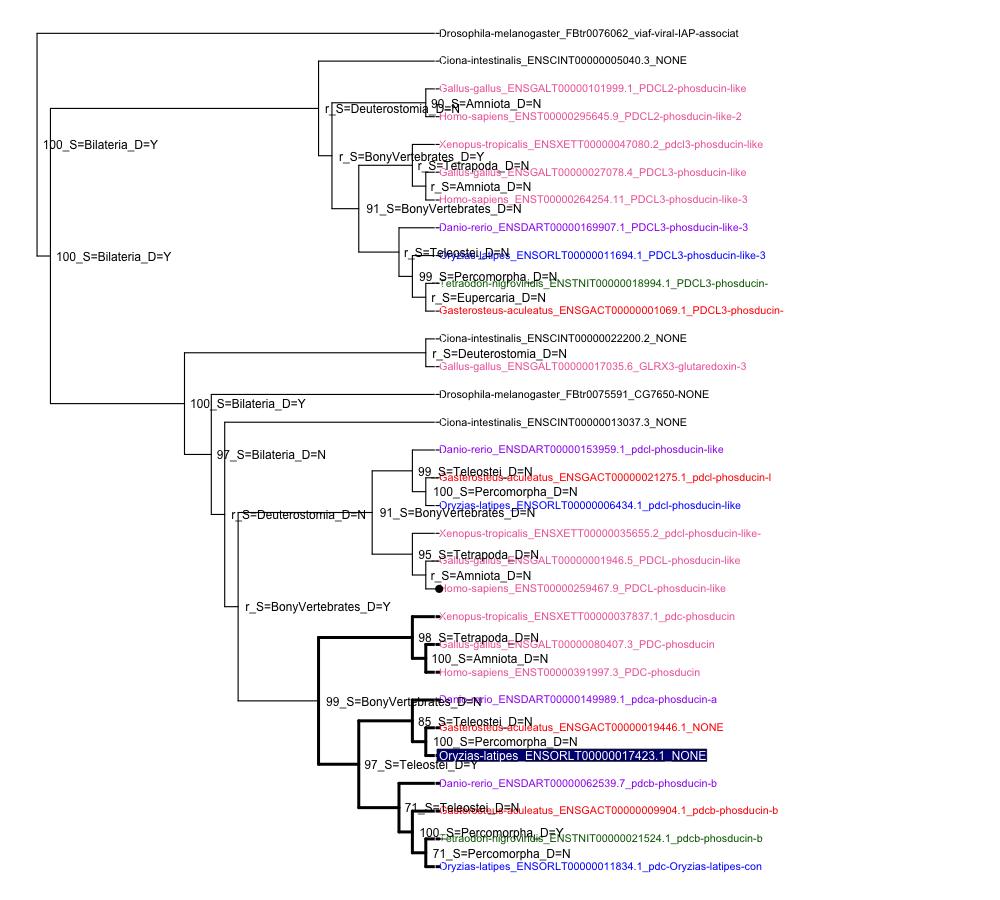 Drosophila-melanogaster_FBtr0076062_viaf-viral-IAP-associat
Ciona-intestinalis_ENSCINT00000005040.3_NONE
Gallus-gallus_ENSGALT00000101999.1_PDCL2-phosducin-like
90_S=Amniota_D=N
r_S=Deuterostomia_D=N
Homo-sapiens_ENST00000295645.9_PDCL2-phosducin-like-2
100_S=Bilateria_D=Y
Xenopus-tropicalis_ENSXETT00000047080.2_pdcl3-phosducin-like
r_S=BonyVertebrates_D=Y
r_S=Tetrapoda_D=N
Gallus-gallus_ENSGALT00000027078.4_PDCL3-phosducin-like
r_S=Amniota_D=N
Homo-sapiens_ENST00000264254.11_PDCL3-phosducin-like-3
91_S=BonyVertebrates_D=N
Danio-rerio_ENSDART00000169907.1_PDCL3-phosducin-like-3
r_S=Teleostei_D=N
Oryzias-latipes_ENSORLT00000011694.1_PDCL3-phosducin-like-3
100_S=Bilateria_D=Y
99_S=Percomorpha_D=N
Tetraodon-nigroviridis_ENSTNIT00000018994.1_PDCL3-phosducin-
r_S=Eupercaria_D=N
Gasterosteus-aculeatus_ENSGACT00000001069.1_PDCL3-phosducin-
Ciona-intestinalis_ENSCINT00000022200.2_NONE
r_S=Deuterostomia_D=N
Gallus-gallus_ENSGALT00000017035.6_GLRX3-glutaredoxin-3
Drosophila-melanogaster_FBtr0075591_CG7650-NONE
100_S=Bilateria_D=Y
Ciona-intestinalis_ENSCINT00000013037.3_NONE
Danio-rerio_ENSDART00000153959.1_pdcl-phosducin-like
97_S=Bilateria_D=N
99_S=Teleostei_D=N
Gasterosteus-aculeatus_ENSGACT00000021275.1_pdcl-phosducin-l
100_S=Percomorpha_D=N
Oryzias-latipes_ENSORLT00000006434.1_pdcl-phosducin-like
91_S=BonyVertebrates_D=N
r_S=Deuterostomia_D=N
Xenopus-tropicalis_ENSXETT00000035655.2_pdcl-phosducin-like-
95_S=Tetrapoda_D=N
Gallus-gallus_ENSGALT00000001946.5_PDCL-phosducin-like
r_S=Amniota_D=N
Homo-sapiens_ENST00000259467.9_PDCL-phosducin-like
r_S=BonyVertebrates_D=Y
Xenopus-tropicalis_ENSXETT00000037837.1_pdc-phosducin
98_S=Tetrapoda_D=N
Gallus-gallus_ENSGALT00000080407.3_PDC-phosducin
100_S=Amniota_D=N
Homo-sapiens_ENST00000391997.3_PDC-phosducin
99_S=BonyVertebrates_D=N
Danio-rerio_ENSDART00000149989.1_pdca-phosducin-a
85_S=Teleostei_D=N
Gasterosteus-aculeatus_ENSGACT00000019446.1_NONE
100_S=Percomorpha_D=N
Oryzias-latipes_ENSORLT00000017423.1_NONE
97_S=Teleostei_D=Y
Danio-rerio_ENSDART00000062539.7_pdcb-phosducin-b
71_S=Teleostei_D=N
Gasterosteus-aculeatus_ENSGACT00000009904.1_pdcb-phosducin-b
100_S=Percomorpha_D=Y
Tetraodon-nigroviridis_ENSTNIT00000021524.1_pdcb-phosducin-b
71_S=Percomorpha_D=N
Oryzias-latipes_ENSORLT00000011834.1_pdc-Oryzias-latipes-con